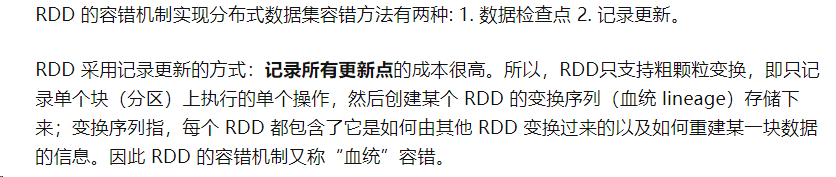 RDD 的容错机制实现分布式数据集容错方法有两种: 1. 数据检查点 2. 记录更新。
RDD 采用记录更新的方式：记录所有更新点的成本很高。所以，RDD只支持粗颗粒变换，即只记
录单个块（分区）上执行的单个操作，然后创建某个 RDD 的变换序列（血统 lineage）存储下
来；变换序列指，每个 RDD 都包含了它是如何由其他 RDD 变换过来的以及如何重建某一块数据
的信息。因此 RDD 的容错机制又称“血统”容错。